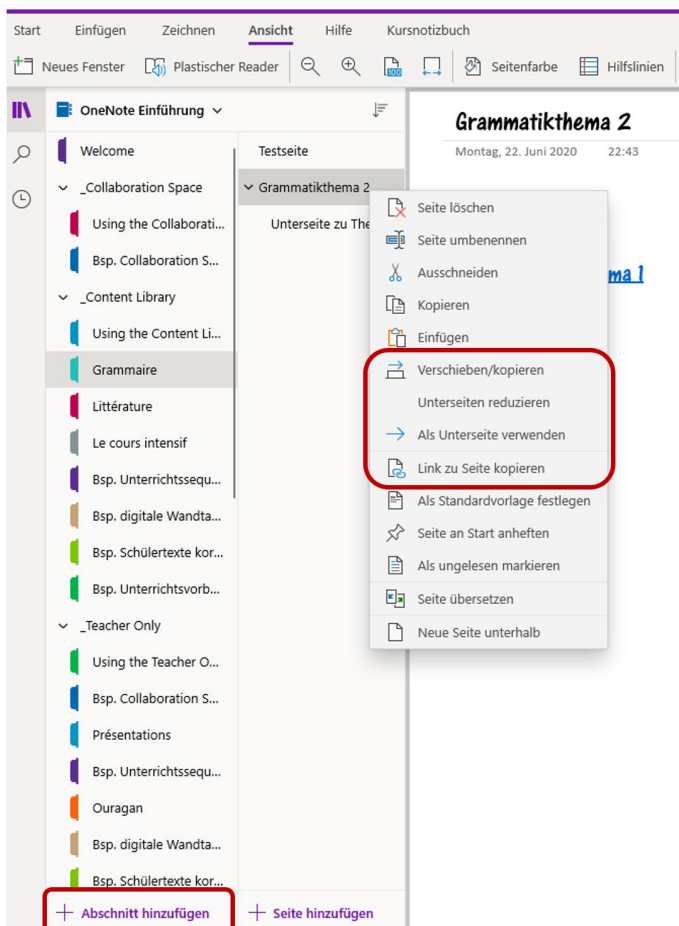 Start Einfügen Zeichnen Ansicht Hilfe Kursnotizbuch
Neues Fenster Plastischer Reader 100 Seitenfarbe Hilfslinien
OneNote Einführung
Welcome
_Collaboration Space
Using the Collaborati...
Bsp. Collaboration S...
_Content Library
Using the Content Li...
Grammaire
Littérature
Le cours intensif
Bsp. Unterrichtssequ...
Bsp. digitale Wandta...
Bsp. Schülertexte kor...
Bsp. Unterrichtsvorb...
_Teacher Only
Using the Teacher O...
Bsp. Collaboration S...
Présentations
Bsp. Unterrichtssequ...
Ouragan
Bsp. digitale Wandta...
Bsp. Schülertexte kor...
Abschnitt hinzufügen
Testseite
Grammatikthema 2
Unterseite zu The
Seite hinzufügen
Seite löschen
Seite umbenennen
Ausschneiden
Kopieren
Einfügen
Verschieben/kopieren
Unterseiten reduzieren
Als Unterseite verwenden
Link zu Seite kopieren
Als Standardvorlage festlegen
Seite an Start anheften
Als ungelesen markieren
Seite übersetzen
Neue Seite unterhalb
Grammatikthema 2
Montag, 22. Juni 2020 22:43
ma 1